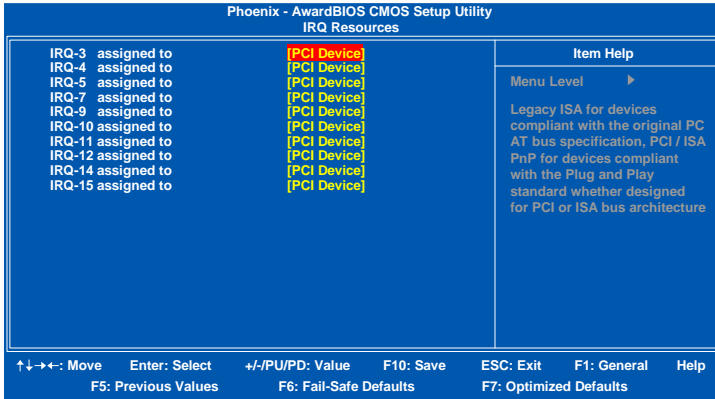 Phoenix - AwardBIOS CMOS Setup Utility
IRQ Resources
IRQ-3 assigned to [PCI Device]
IRQ-4 assigned to [PCI Device]
IRQ-5 assigned to [PCI Device]
IRQ-7 assigned to [PCI Device]
IRQ-9 assigned to [PCI Device]
IRQ-10 assigned to [PCI Device]
IRQ-11 assigned to [PCI Device]
IRQ-12 assigned to [PCI Device]
IRQ-14 assigned to [PCI Device]
IRQ-15 assigned to [PCI Device]
Item Help
Menu Level
Legacy ISA for devices
compliant with the original PC
AT bus specification, PCI / ISA
PnP for devices compliant
with the Plug and Play
standard whether designed
for PCI or ISA bus architecture
↑↓→←: Move Enter: Select +/-/PU/PD: Value F10: Save ESC: Exit F1: General Help
F5: Previous Values F6: Fail-Safe Defaults F7: Optimized Defaults